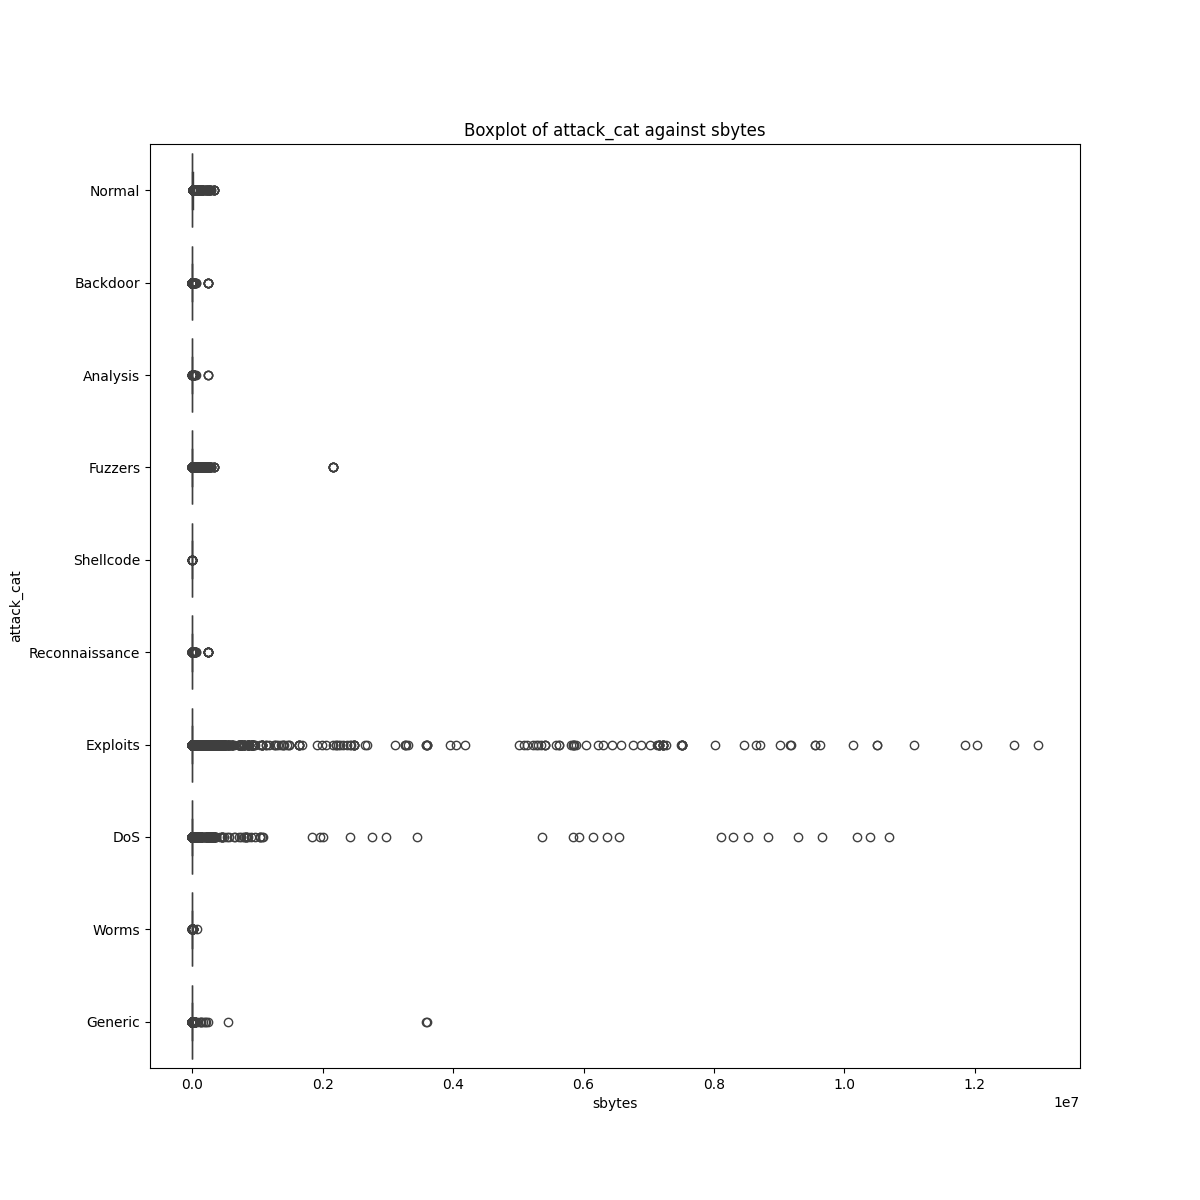 Boxplot of attack_cat against sbytes
attack_cat
Normal
Backdoor
Analysis
Fuzzers
Shellcode
Reconnaissance
Exploits
DoS
Worms
Generic
0.0 0.2 0.4 0.6 0.8 1.0 1.2
sbytes
1e7